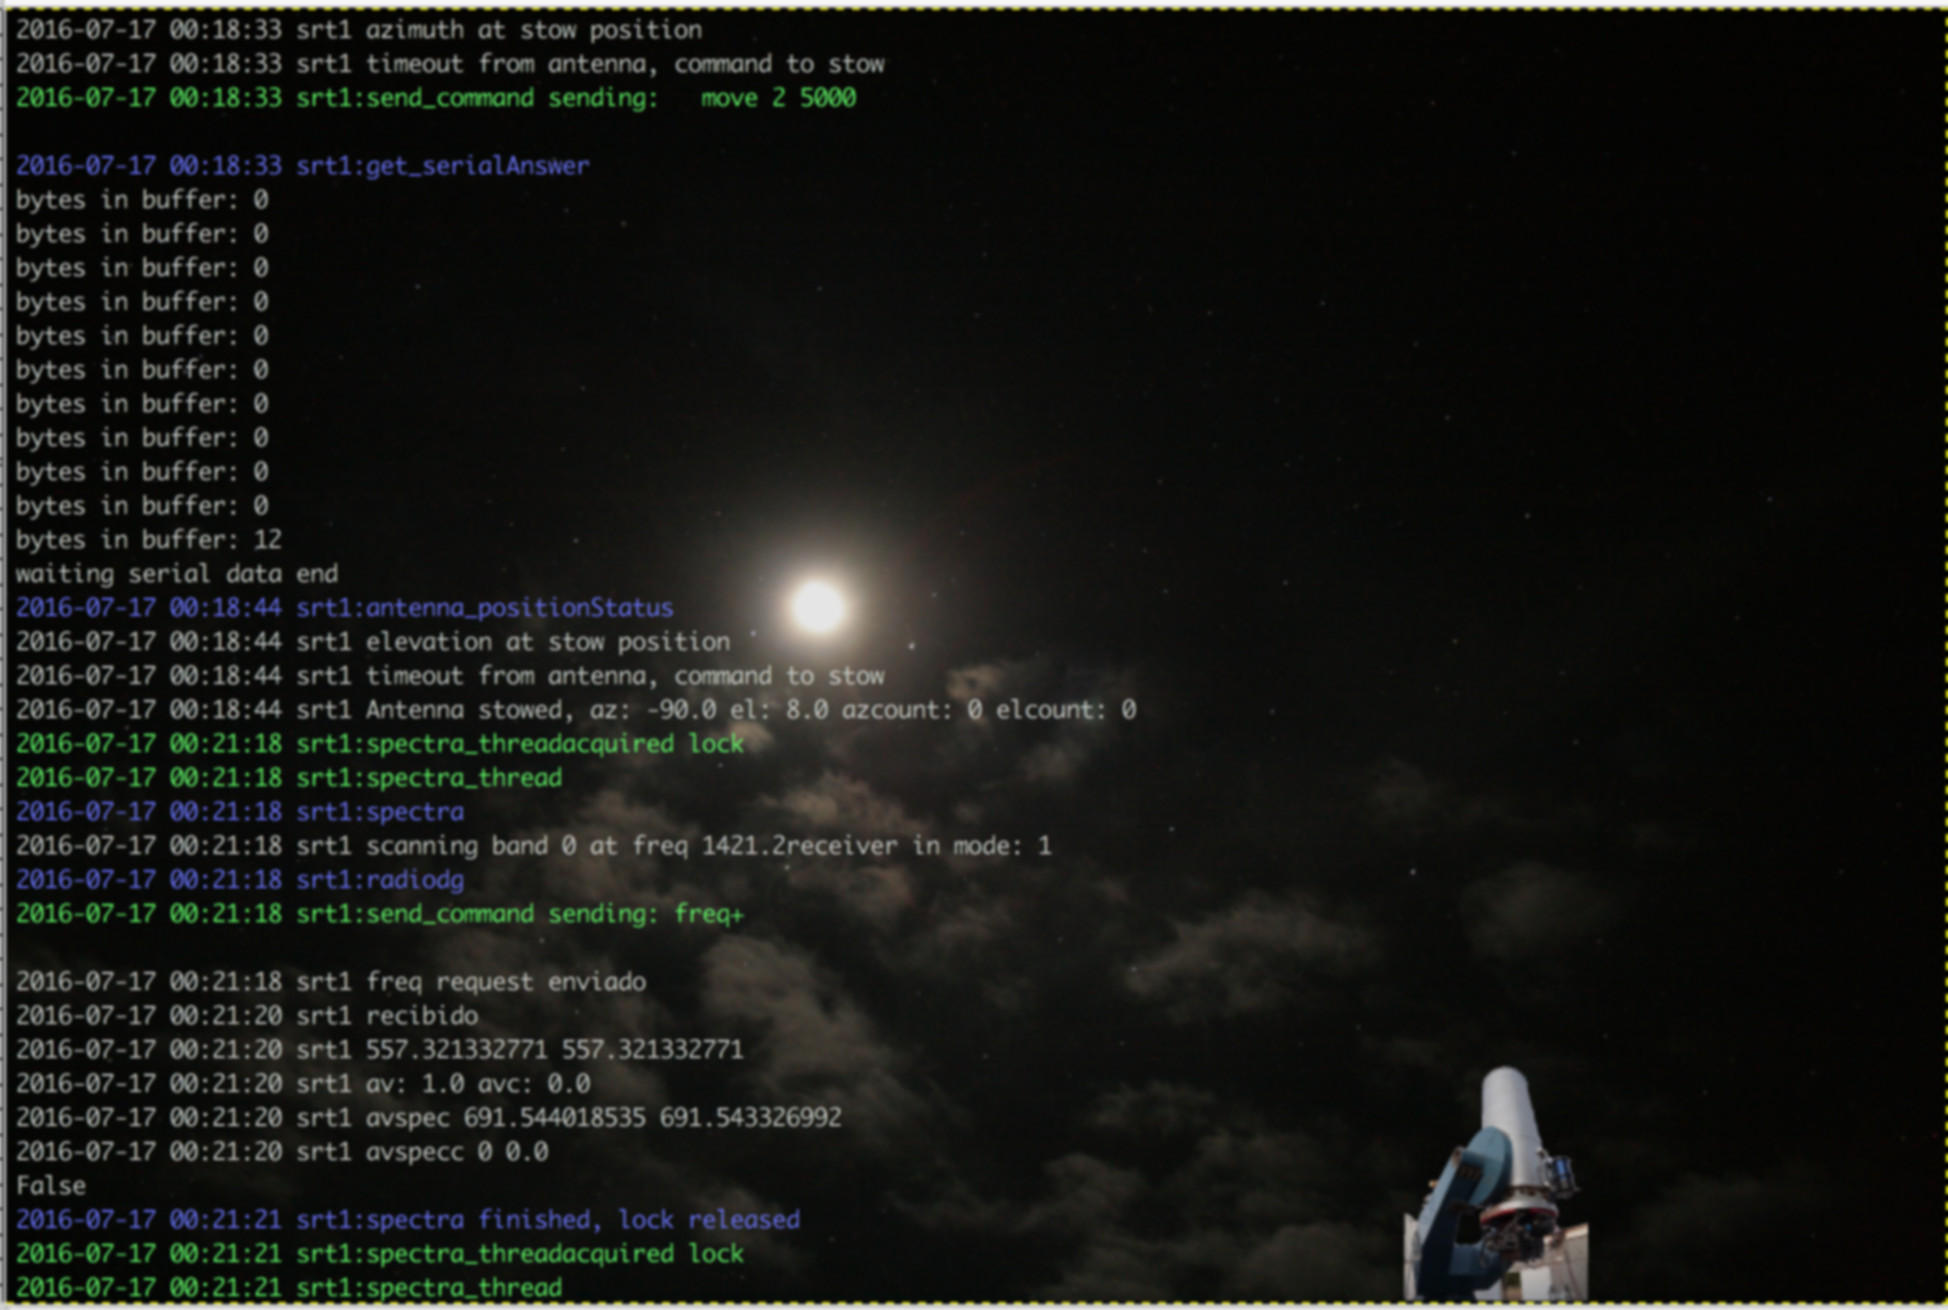 2016-07-17 00:18:33 srt1 azimuth at stow position
2016-07-17 00:18:33 srt1 timeout from antenna, command to stow
2016-07-17 00:18:33 srt1:send_command sending:   move 2 5000
2016-07-17 00:18:33 srt1:get_serialAnswer
bytes in buffer: 0
bytes in buffer: 0
bytes in buffer: 0
bytes in buffer: 0
bytes in buffer: 0
bytes in buffer: 0
bytes in buffer: 0
bytes in buffer: 0
bytes in buffer: 0
bytes in buffer: 0
bytes in buffer: 12
waiting serial data end
2016-07-17 00:18:44 srt1:antenna_positionStatus
2016-07-17 00:18:44 srt1 elevation at stow position
2016-07-17 00:18:44 srt1 timeout from antenna, command to stow
2016-07-17 00:18:44 srt1 Antenna stowed, az: -90.0 el: 8.0 azcount: 0 elcount: 0
2016-07-17 00:21:18 srt1:spectra_threadacquired lock
2016-07-17 00:21:18 srt1:spectra_thread
2016-07-17 00:21:18 srt1:spectra
2016-07-17 00:21:18 srt1 scanning band 0 at freq 1421.2receiver in mode: 1
2016-07-17 00:21:18 srt1:radiodg
2016-07-17 00:21:18 srt1:send_command sending: freq+
2016-07-17 00:21:18 srt1 freq request enviado
2016-07-17 00:21:20 srt1 recibido
2016-07-17 00:21:20 srt1 557.321332771 557.321332771
2016-07-17 00:21:20 srt1 av: 1.0 avc: 0.0
2016-07-17 00:21:20 srt1 avspec 691.544018535 691.543326992
2016-07-17 00:21:20 srt1 avspecc 0 0.0
False
2016-07-17 00:21:21 srt1:spectra finished, lock released
2016-07-17 00:21:21 srt1:spectra_threadacquired lock
2016-07-17 00:21:21 srt1:spectra_thread